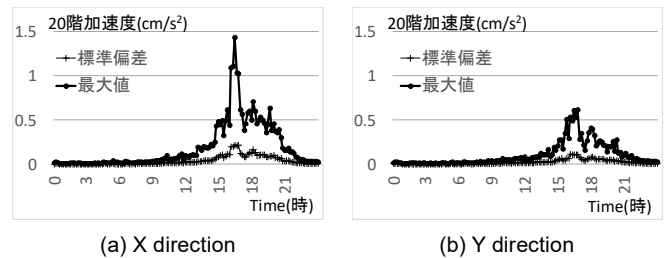 20階加速度(cm/s²)
1.5
標準偏差
1
最大値
0.5
0
0 3 6 9 12 15 18 21
Time(時)
(a) X direction
20階加速度(cm/s²)
1.5
標準偏差
1
最大値
0.5
0
0 3 6 9 12 15 18 21
Time(時)
(b) Y direction